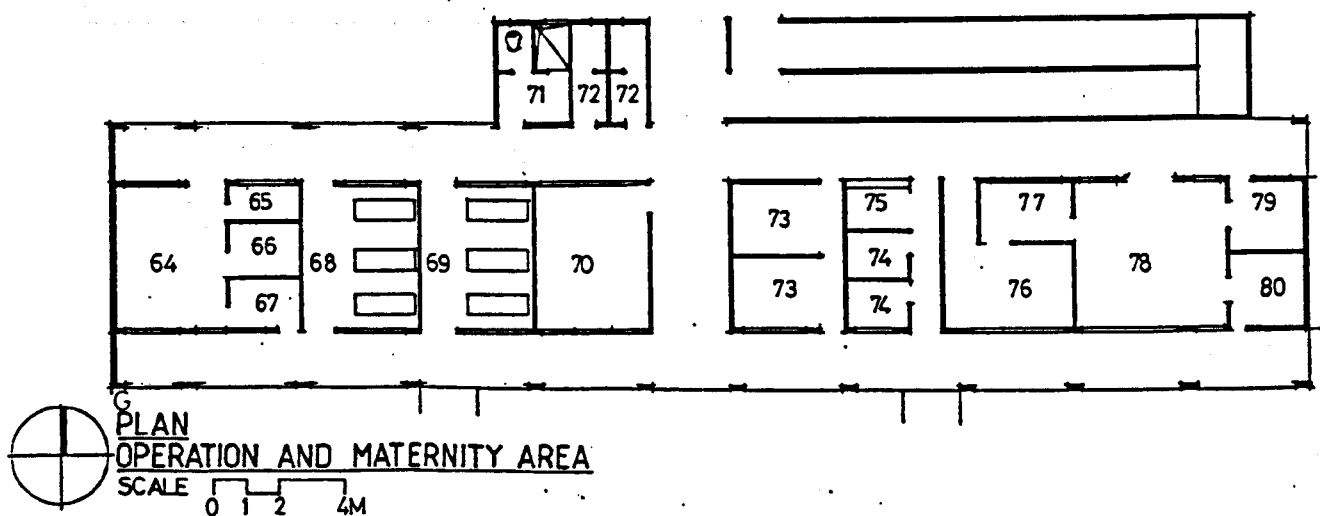 71 72 72
65 73 75 77 79
64 66 68 69 70 74 78
67 73 74 76 80
G
PLAN
OPERATION AND MATERNITY AREA
SCALE
0 1 2 4M